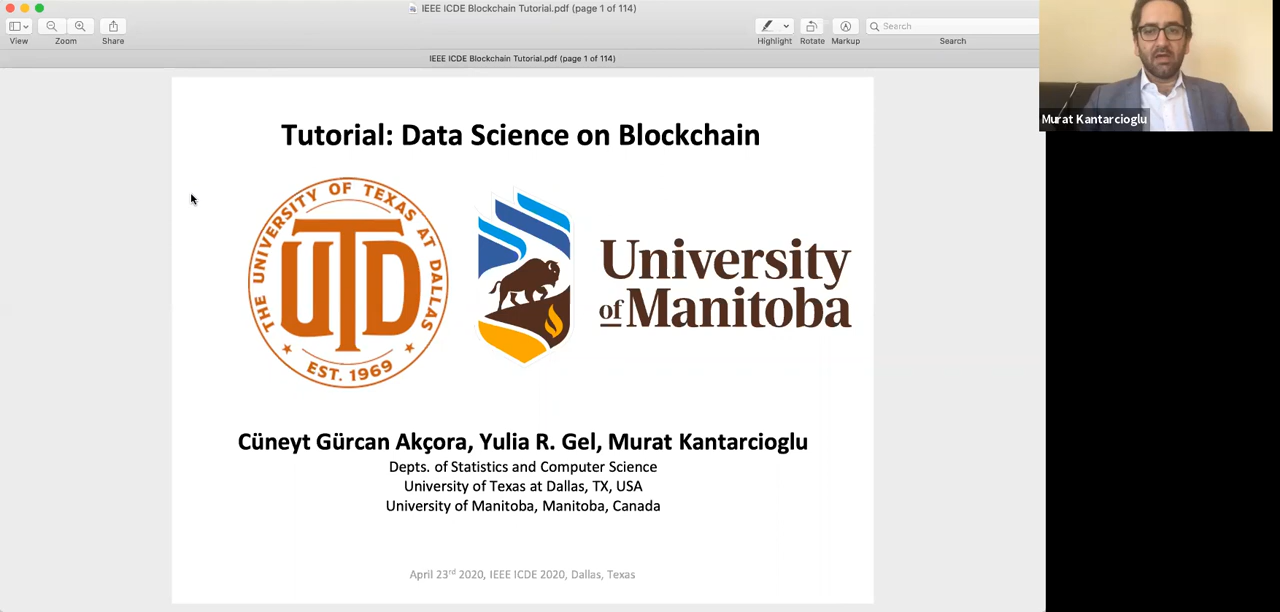 IEEE ICDE Blockchain Tutorial.pdf (page 1 of 114)
View
Zoom
Share
Highlight
Rotate
Markup
Search
Search
IEEE ICDE Blockchain Tutorial.pdf (page 1 of 114)
Murat Kantarcioglu
Tutorial: Data Science on Blockchain
THE UNIVERSITY OF TEXAS AT DALLAS
UTD
EST. 1969
University
of Manitoba
Cüneyt Gürcan Akçora, Yulia R. Gel, Murat Kantarcioglu
Depts. of Statistics and Computer Science
University of Texas at Dallas, TX, USA
University of Manitoba, Manitoba, Canada
April 23rd 2020, IEEE ICDE 2020, Dallas, Texas